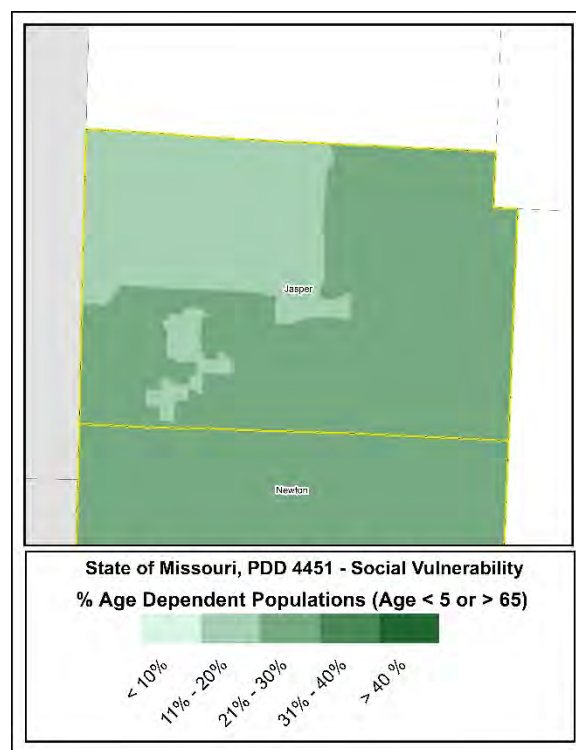 Jasper
Newton
State of Missouri, PDD 4451 - Social Vulnerability
% Age Dependent Populations (Age < 5 or > 65)
< 10%
11% - 20%
21% - 30%
31% - 40%
> 40 %